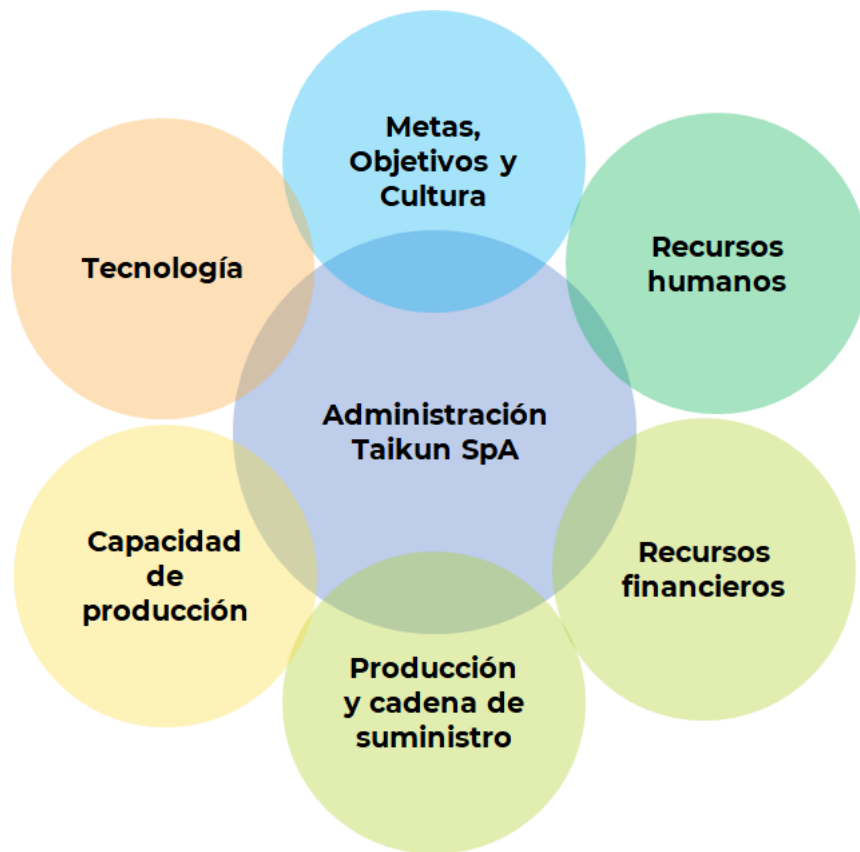 Metas,
Objetivos y
Cultura
Recursos
humanos
Tecnología
Administración
Taikun SpA
Capacidad
de
producción
Recursos
financieros
Producción
y cadena de
suministro